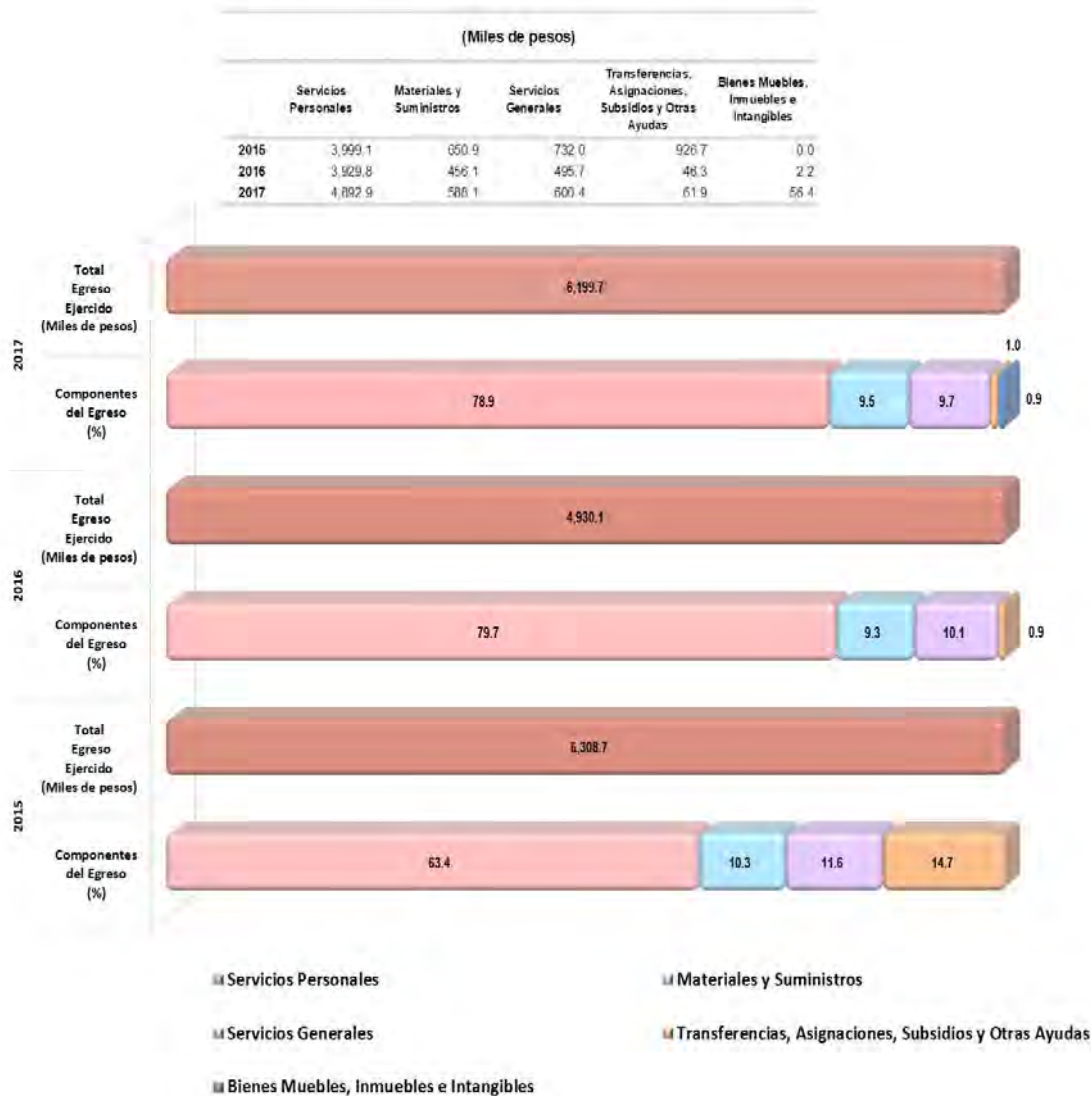 (Miles de pesos)
Servicios Personales
Materiales y Suministros
Servicios Generales
Transferencias, Asignaciones, Subsidios y Otras Ayudas
Bienes Muebles, Inmuebles e Intangibles
2015 3,999.1 650.9 732.0 926.7 0.0
2016 3,929.8 456.1 495.7 46.3 2.2
2017 4,892.9 588.1 600.4 61.9 56.4
2017
Total
Egreso
Ejercido
(Miles de pesos)
6,199.7
1.0
Componentes
del Egreso
(%)
78.9 9.5 9.7 0.9
2016
Total
Egreso
Ejercido
(Miles de pesos)
4,930.1
Componentes
del Egreso
(%)
79.7 9.3 10.1 0.9
2015
Total
Egreso
Ejercido
(Miles de pesos)
6,308.7
Componentes
del Egreso
(%)
63.4 10.3 11.6 14.7
Servicios Personales
Materiales y Suministros
Servicios Generales
Transferencias, Asignaciones, Subsidios y Otras Ayudas
Bienes Muebles, Inmuebles e Intangibles